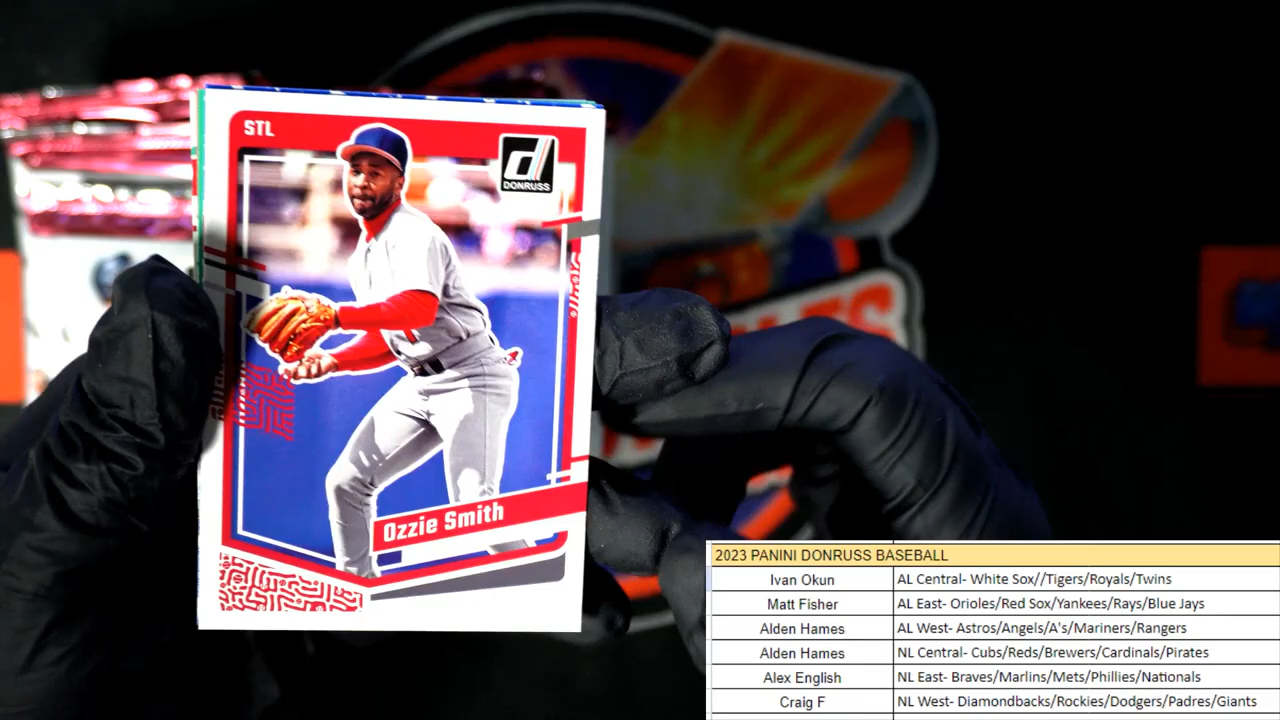 STL
d
DONRUSS
Ozzie Smith
2023 PANINI DONRUSS BASEBALL
Ivan Okun AL Central- White Sox//Tigers/Royals/Twins
Matt Fisher AL East- Orioles/Red Sox/Yankees/Rays/Blue Jays
Alden Hames AL West- Astros/Angels/A's/Mariners/Rangers
Alden Hames NL Central- Cubs/Reds/Brewers/Cardinals/Pirates
Alex English NL East- Braves/Marlins/Mets/Phillies/Nationals
Craig F NL West- Diamondbacks/Rockies/Dodgers/Padres/Giants